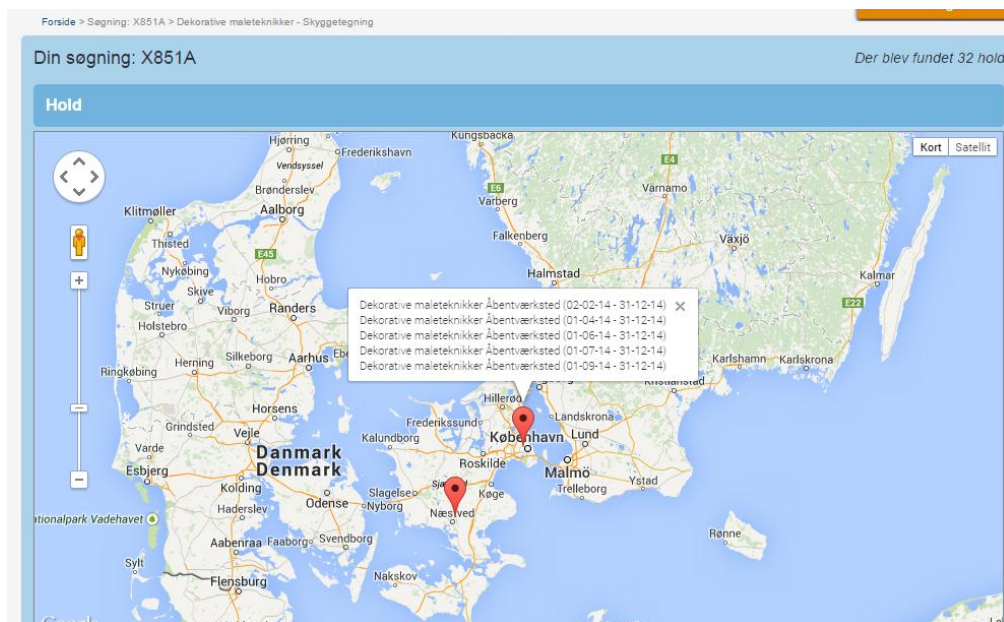 Forside > Søgning: X851A > Dekorative maleteknikker - Skyggetegning
Din søgning: X851A
Der blev fundet 32 hold
Hold
Kort
Satellit
Hjørring
Frederikshavn
Kungsbacka
Vendsyssel
E4
Brønderslev
E6
Värnamo
Varberg
Klitmøller
Aalborg
Thisted
Falkenberg
Växjö
E45
Nykøbing
Hobro
Halmstad
Kalmar
Skive
Struer
Viborg
Randers
E22
Holstebro
Dekorative maleteknikker Åbentværksted (02-02-14 - 31-12-14)
Dekorative maleteknikker Åbentværksted (01-04-14 - 31-12-14)
Dekorative maleteknikker Åbentværksted (01-06-14 - 31-12-14)
Dekorative maleteknikker Åbentværksted (01-07-14 - 31-12-14)
Dekorative maleteknikker Åbentværksted (01-09-14 - 31-12-14)
Herning
Silkeborg
Aarhus
Ringkøbing
Karlshamn
Karlskrona
Hillerød
Horsens
Grindsted
Vejle
Frederikssund
Landskrona
Kalundborg
København
Lund
Varde
Danmark
Denmark
Roskilde
Malmö
Esbjerg
Kolding
Slagelse
Køge
Trelleborg
Ystad
Haderslev
Odense
Nyborg
Næstved
ationalpark Vadehavet
Rønne
Aabenraa
Faaborg
Svendborg
Sylt
Nakskov
Flensburg